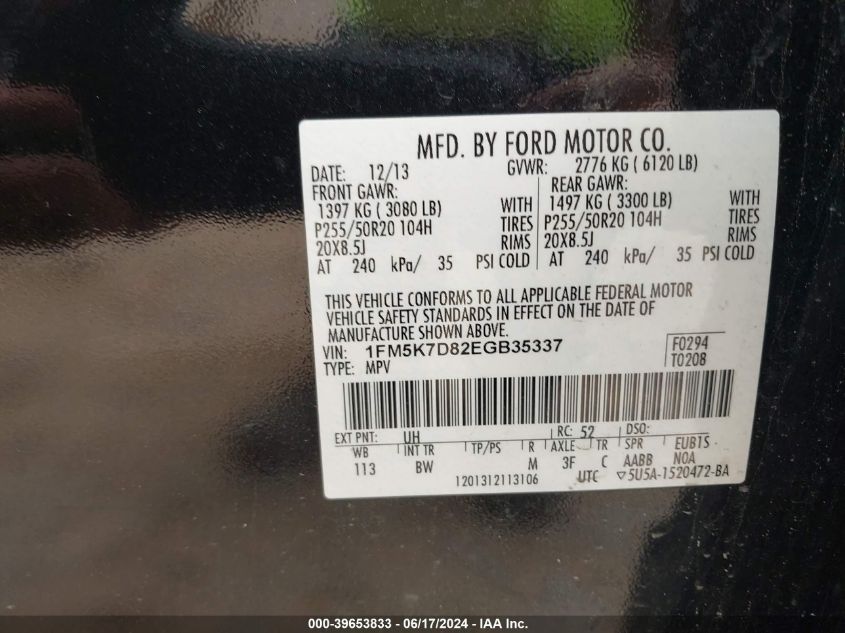 MFD. BY FORD MOTOR CO.
DATE: 12/13 GVWR: 2776 KG ( 6120 LB)
FRONT GAWR: REAR GAWR:
1397 KG ( 3080 LB) WITH 1497 KG ( 3300 LB) WITH
P255/50R20 104H TIRES P255/50R20 104H TIRES
20X8.5J RIMS 20X8.5J RIMS
AT 240 kPa/ 35 PSI COLD AT 240 kPa/ 35 PSI COLD
THIS VEHICLE CONFORMS TO ALL APPLICABLE FEDERAL MOTOR
VEHICLE SAFETY STANDARDS IN EFFECT ON THE DATE OF
MANUFACTURE SHOWN ABOVE.
VIN: 1FM5K7D82EGB35337 F0294
TYPE: MPV T0208
EXT PNT: UH RC: 52 DSO:
WB INT TR TP/PS R AXLE TR SPR EUB1S
113 BW M 3F C AABB NOA
1201312113106 UTC ▽5U5A-1520472-BA
000-39653833 / 06/17/2024 - IAA Inc.